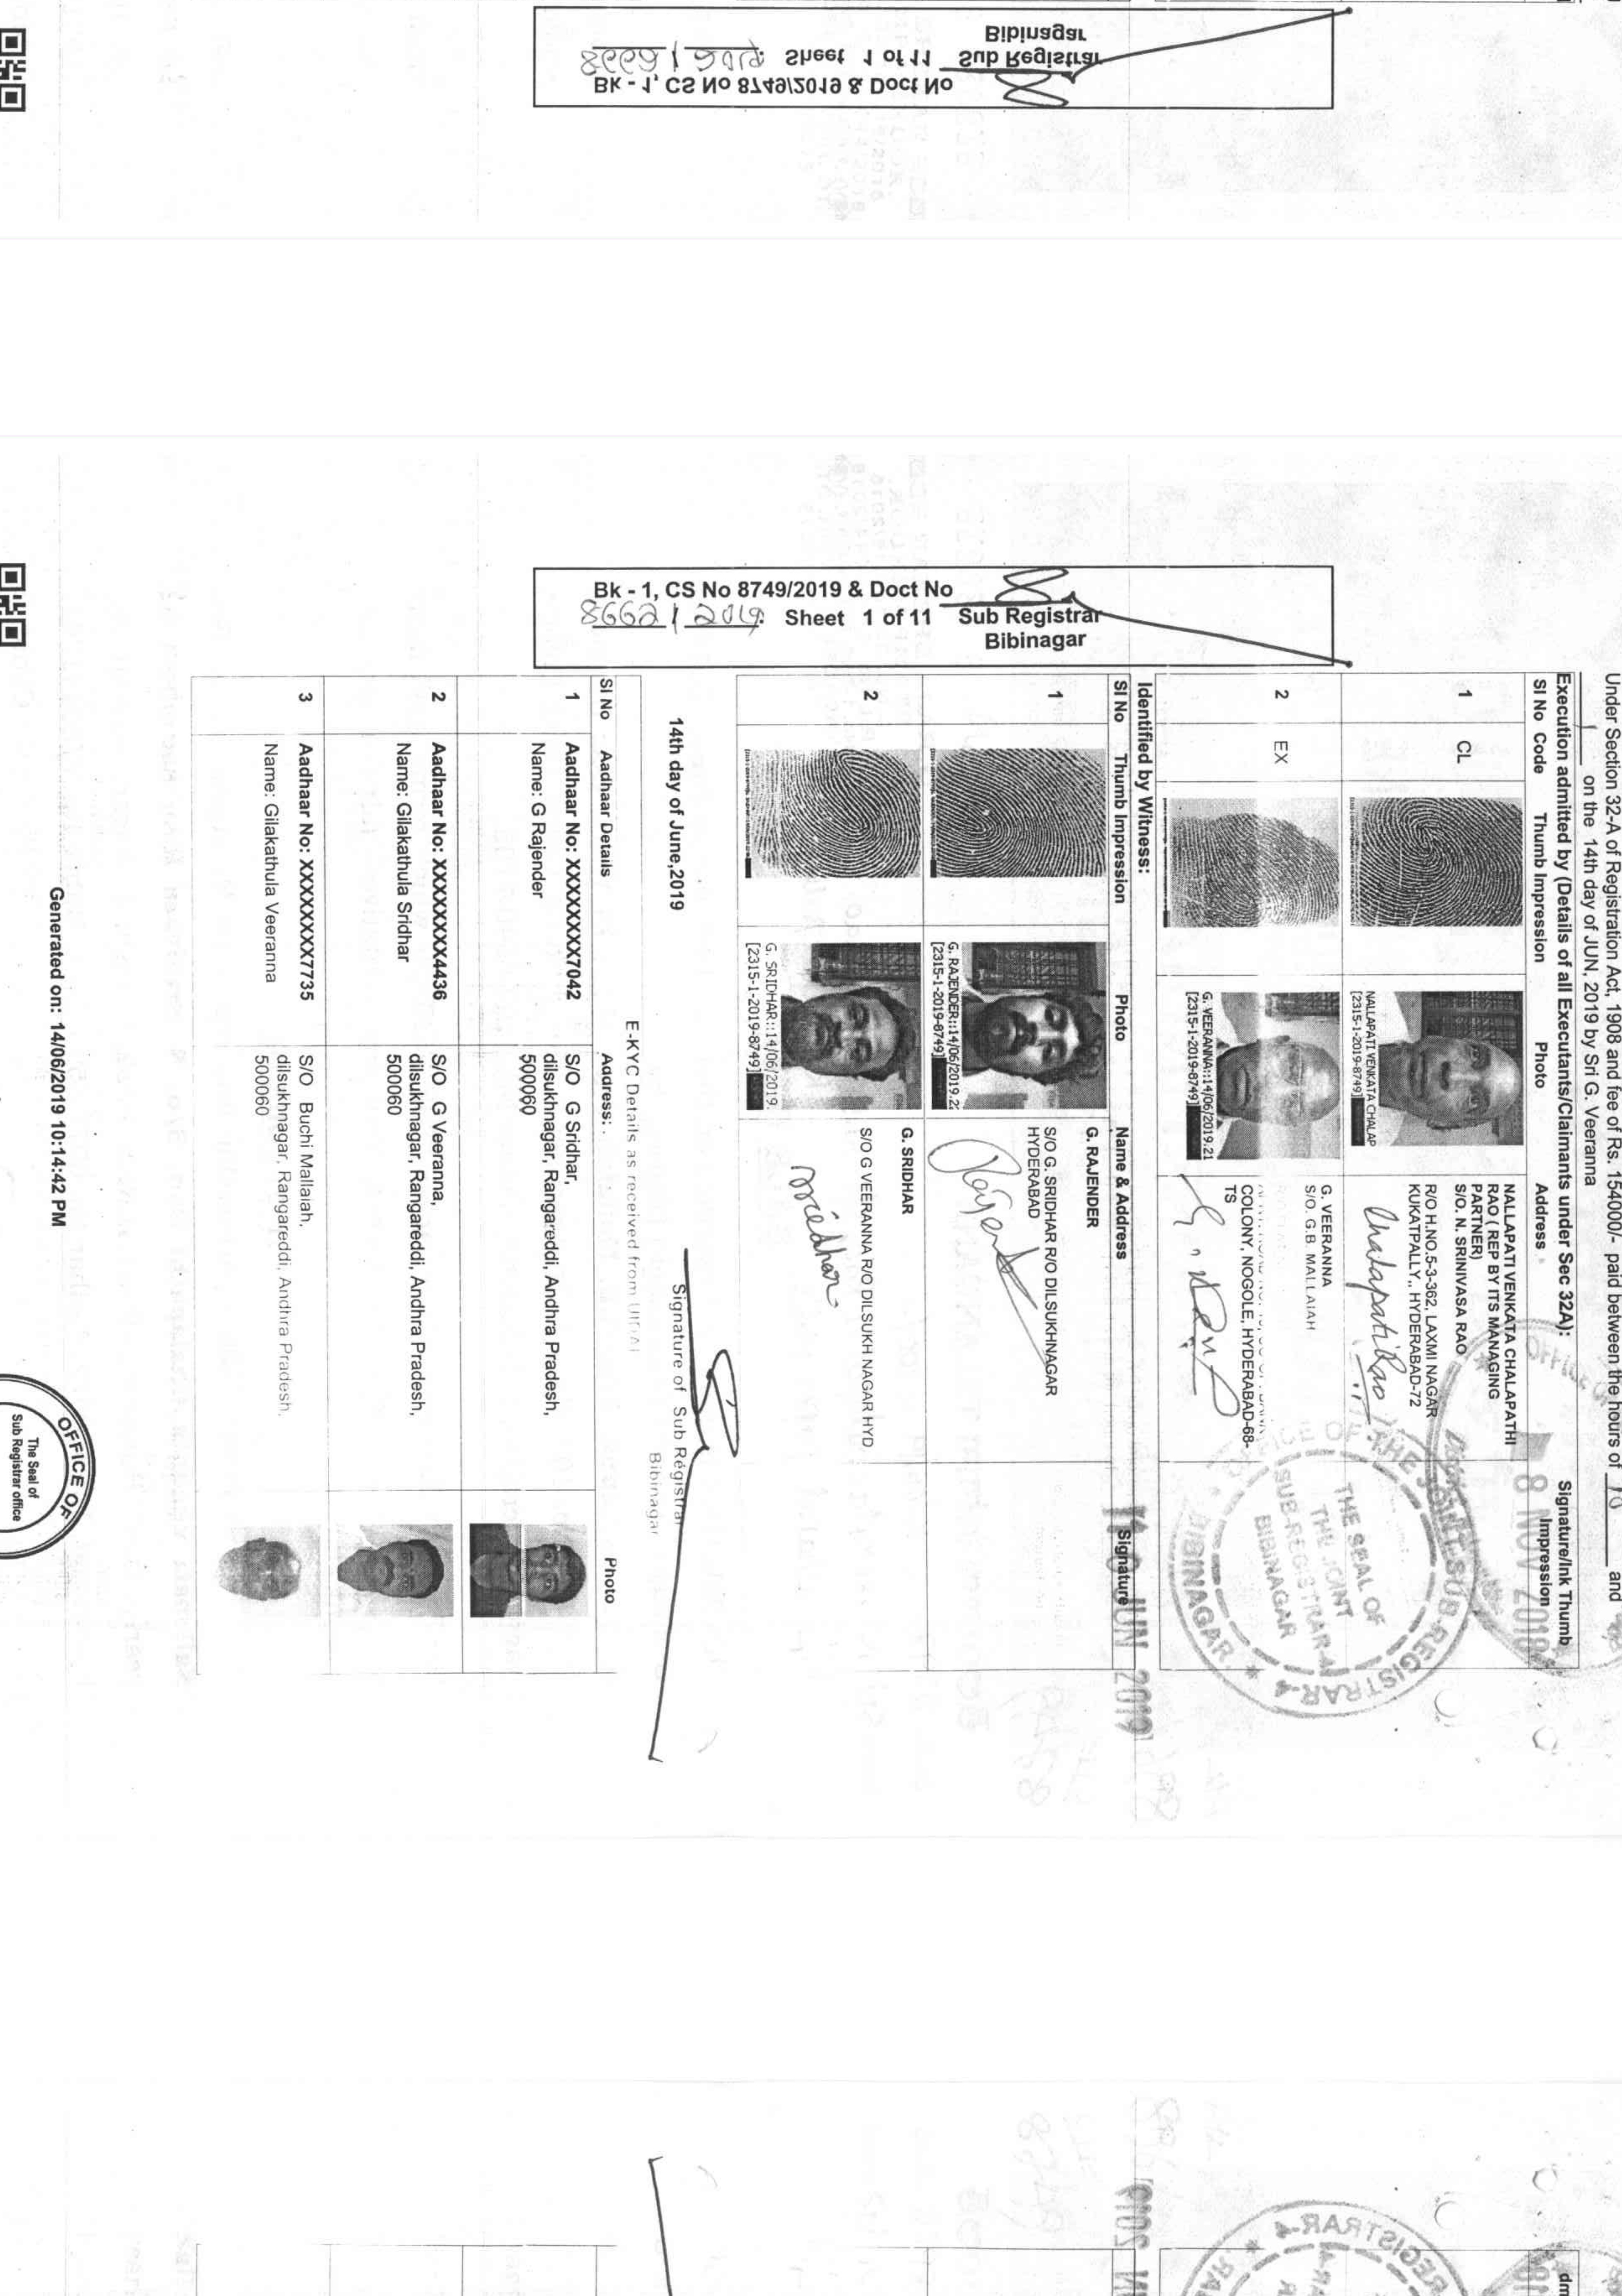 Under Section 32-A of Registration Act, 1908 and fee of Rs. 154000/- paid between the hours of 10 and
on the 14th day of JUN, 2019 by Sri G. Veeranna
Execution admitted by (Details of all Executants/Claimants under Sec 32A):
SI No Code Thumb Impression Photo Address Signature/Ink Thumb Impression
1 CL
NALLAPATI VENKATA CHALAP
[2315-1-2019-8749]
NALLAPATI VENKATA CHALAPATHI
RAO ( REP BY ITS MANAGING
PARTNER)
S/O. N. SRINIVASA RAO
R/O H.NO.5-3-362, LAXMI NAGAR
KUKATPALLY,, HYDERABAD-72
Chalapathi Rao
2 EX
G. VEERANNA::14/06/2019,21
[2315-1-2019-8749]
G. VEERANNA
S/O. G.B. MALLAIAH
COLONY, NOGOLE, HYDERABAD-68-
TS
THE SEAL OF
THE JOINT
SUB-REGISTRAR-4
BIBINAGAR
Identified by Witness:
SI No Thumb Impression Photo Name & Address Signature
JUN 2019
1
G. RAJENDER::14/06/2019,2
[2315-1-2019-8749]
G. RAJENDER
S/O G. SRIDHAR R/O DILSUKHNAGAR
HYDERABAD
2
G. SRIDHAR::14/06/2019,
[2315-1-2019-8749]
G. SRIDHAR
S/O G VEERANNA R/O DILSUKH NAGAR HYD
14th day of June,2019
Signature of Sub Registrar
Bibinagar
E-KYC Details as received from UIDAI
SI No Aadhaar Details Address: Photo
1
Aadhaar No: XXXXXXXX7042
Name: G Rajender
S/O G Sridhar,
dilsukhnagar, Rangareddi, Andhra Pradesh,
500060
2
Aadhaar No: XXXXXXXX4436
Name: Gilakathula Sridhar
S/O G Veeranna,
dilsukhnagar, Rangareddi, Andhra Pradesh,
500060
3
Aadhaar No: XXXXXXXX7735
Name: Gilakathula Veeranna
S/O Buchi Mallaiah,
dilsukhnagar, Rangareddi, Andhra Pradesh,
500060
Bk - 1, CS No 8749/2019 & Doct No
8662 / 2019. Sheet 1 of 11 Sub Registrar
Bibinagar
Generated on: 14/06/2019 10:14:42 PM
OFFICE OF
The Seal of
Sub Registrar office
Bk - 1, CS No 8749/2019 & Doct No
8662 / 2019. Sheet 1 of 11 Sub Registrar
Bibinagar